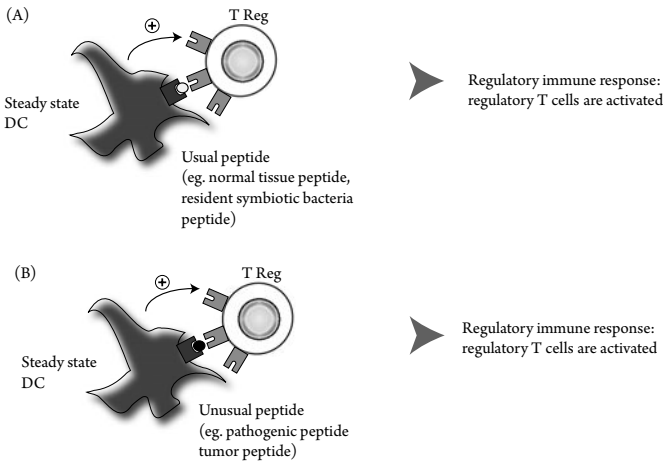 (A)
T Reg
+
Steady state
DC
Regulatory immune response:
regulatory T cells are activated
Usual peptide
(eg. normal tissue peptide,
resident symbiotic bacteria
peptide)
(B)
T Reg
+
Steady state
DC
Regulatory immune response:
regulatory T cells are activated
Unusual peptide
(eg. pathogenic peptide
tumor peptide)